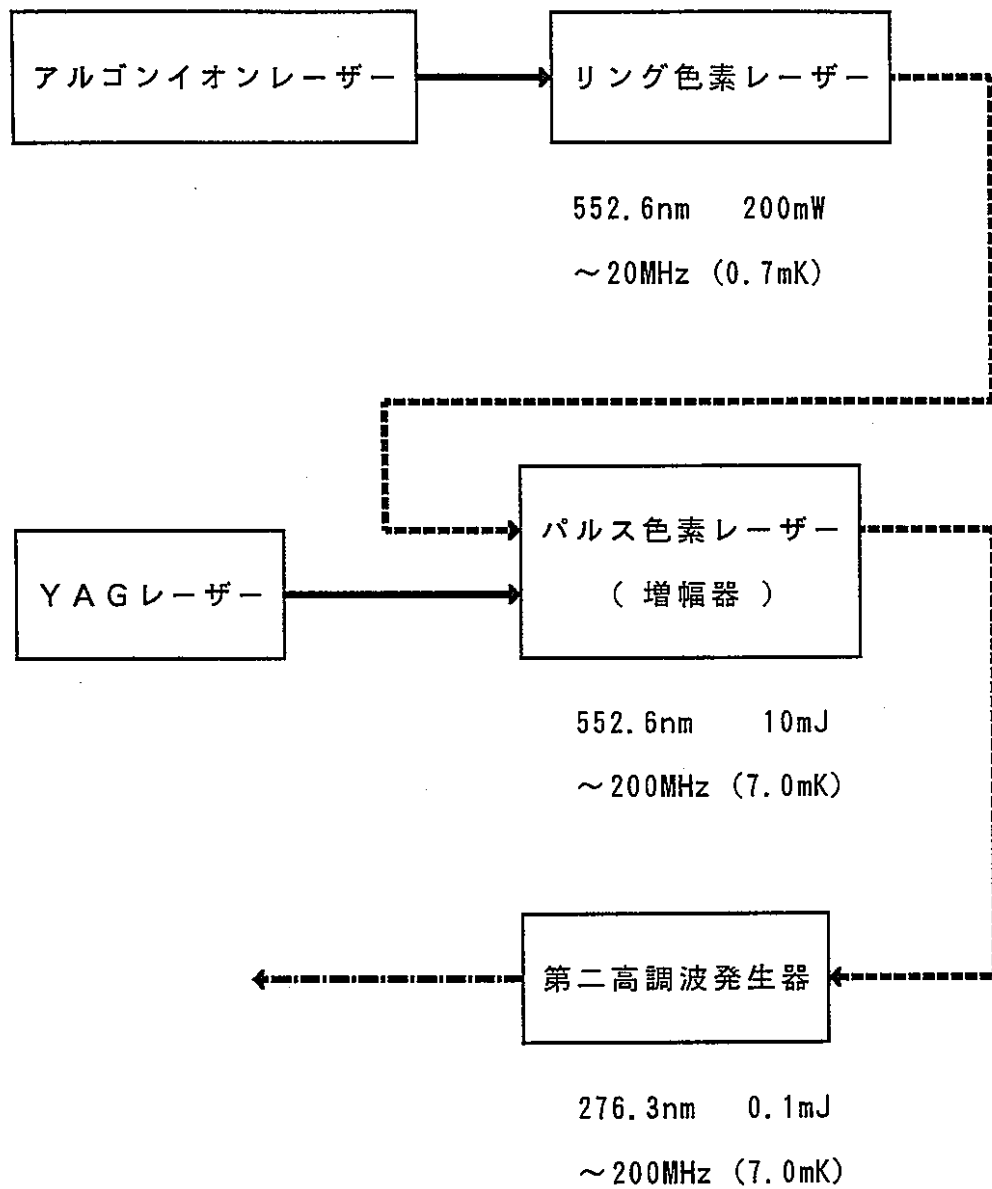 アルゴンイオンレーザー
リング色素レーザー
552.6nm 200mW
～20MHz (0.7mK)
YAGレーザー
パルス色素レーザー
(増幅器)
552.6nm 10mJ
～200MHz (7.0mK)
第二高調波発生器
276.3nm 0.1mJ
～200MHz (7.0mK)